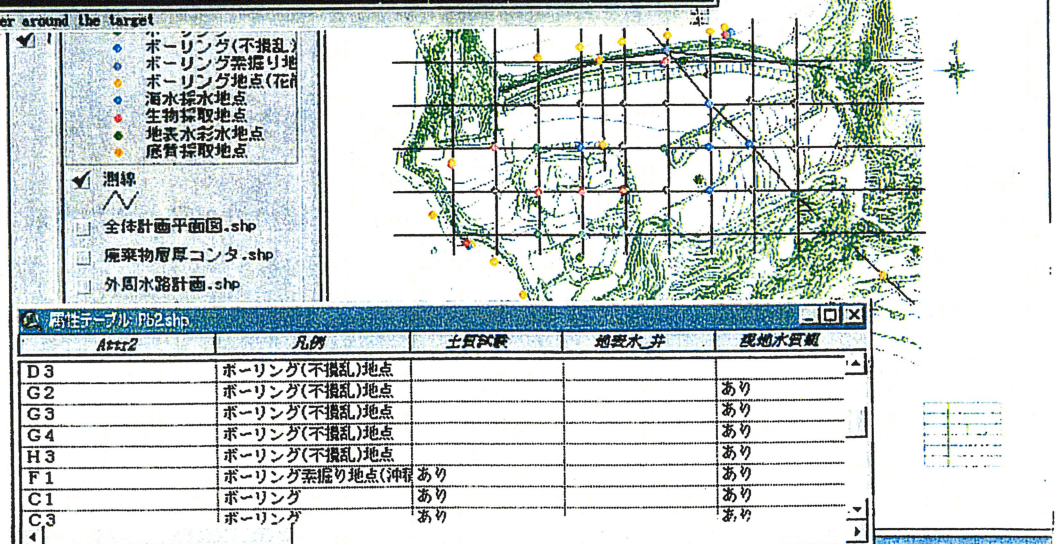 er around the target
ボーリング
ボーリング(不撹乱)
ボーリング素掘り地
ボーリング地点(花崗
海水採水地点
生物採取地点
地表水彩水地点
底質採取地点
測線
全体計画平面図.shp
廃棄物層厚コンタ.shp
外周水路計画.shp
属性テーブル Pb2shp
Attr2 凡例 土質試験 地表水_井 現地水質観
D3 ボーリング(不撹乱)地点
G2 ボーリング(不撹乱)地点 あり
G3 ボーリング(不撹乱)地点 あり
G4 ボーリング(不撹乱)地点 あり
H3 ボーリング(不撹乱)地点 あり
F1 ボーリング素掘り地点(沖積 あり あり
C1 ボーリング あり あり
C3 ボーリング あり あり